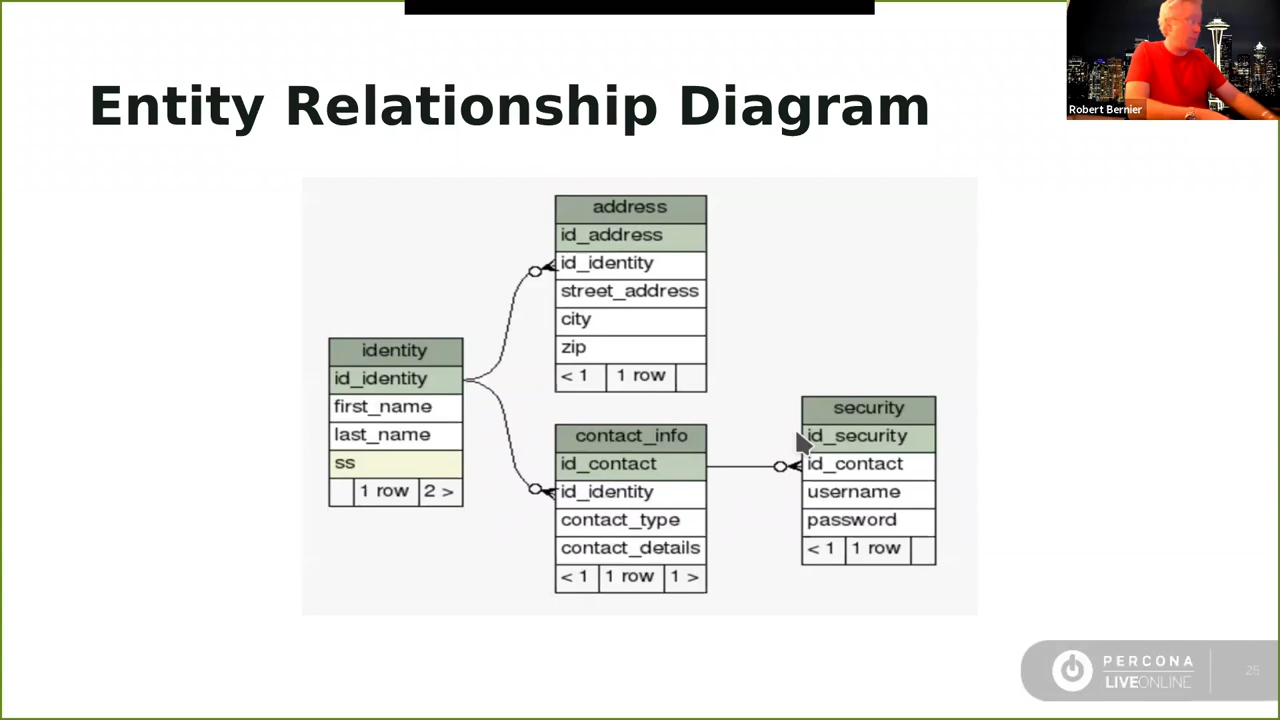 Robert Bernier
Entity Relationship Diagram
address
id_address
id_identity
street_address
city
zip
< 1 1 row
identity
id_identity
first_name
last_name
ss
1 row 2 >
contact_info
id_contact
id_identity
contact_type
contact_details
< 1 1 row 1 >
security
id_security
id_contact
username
password
< 1 1 row
PERCONA
LIVEONLINE
25